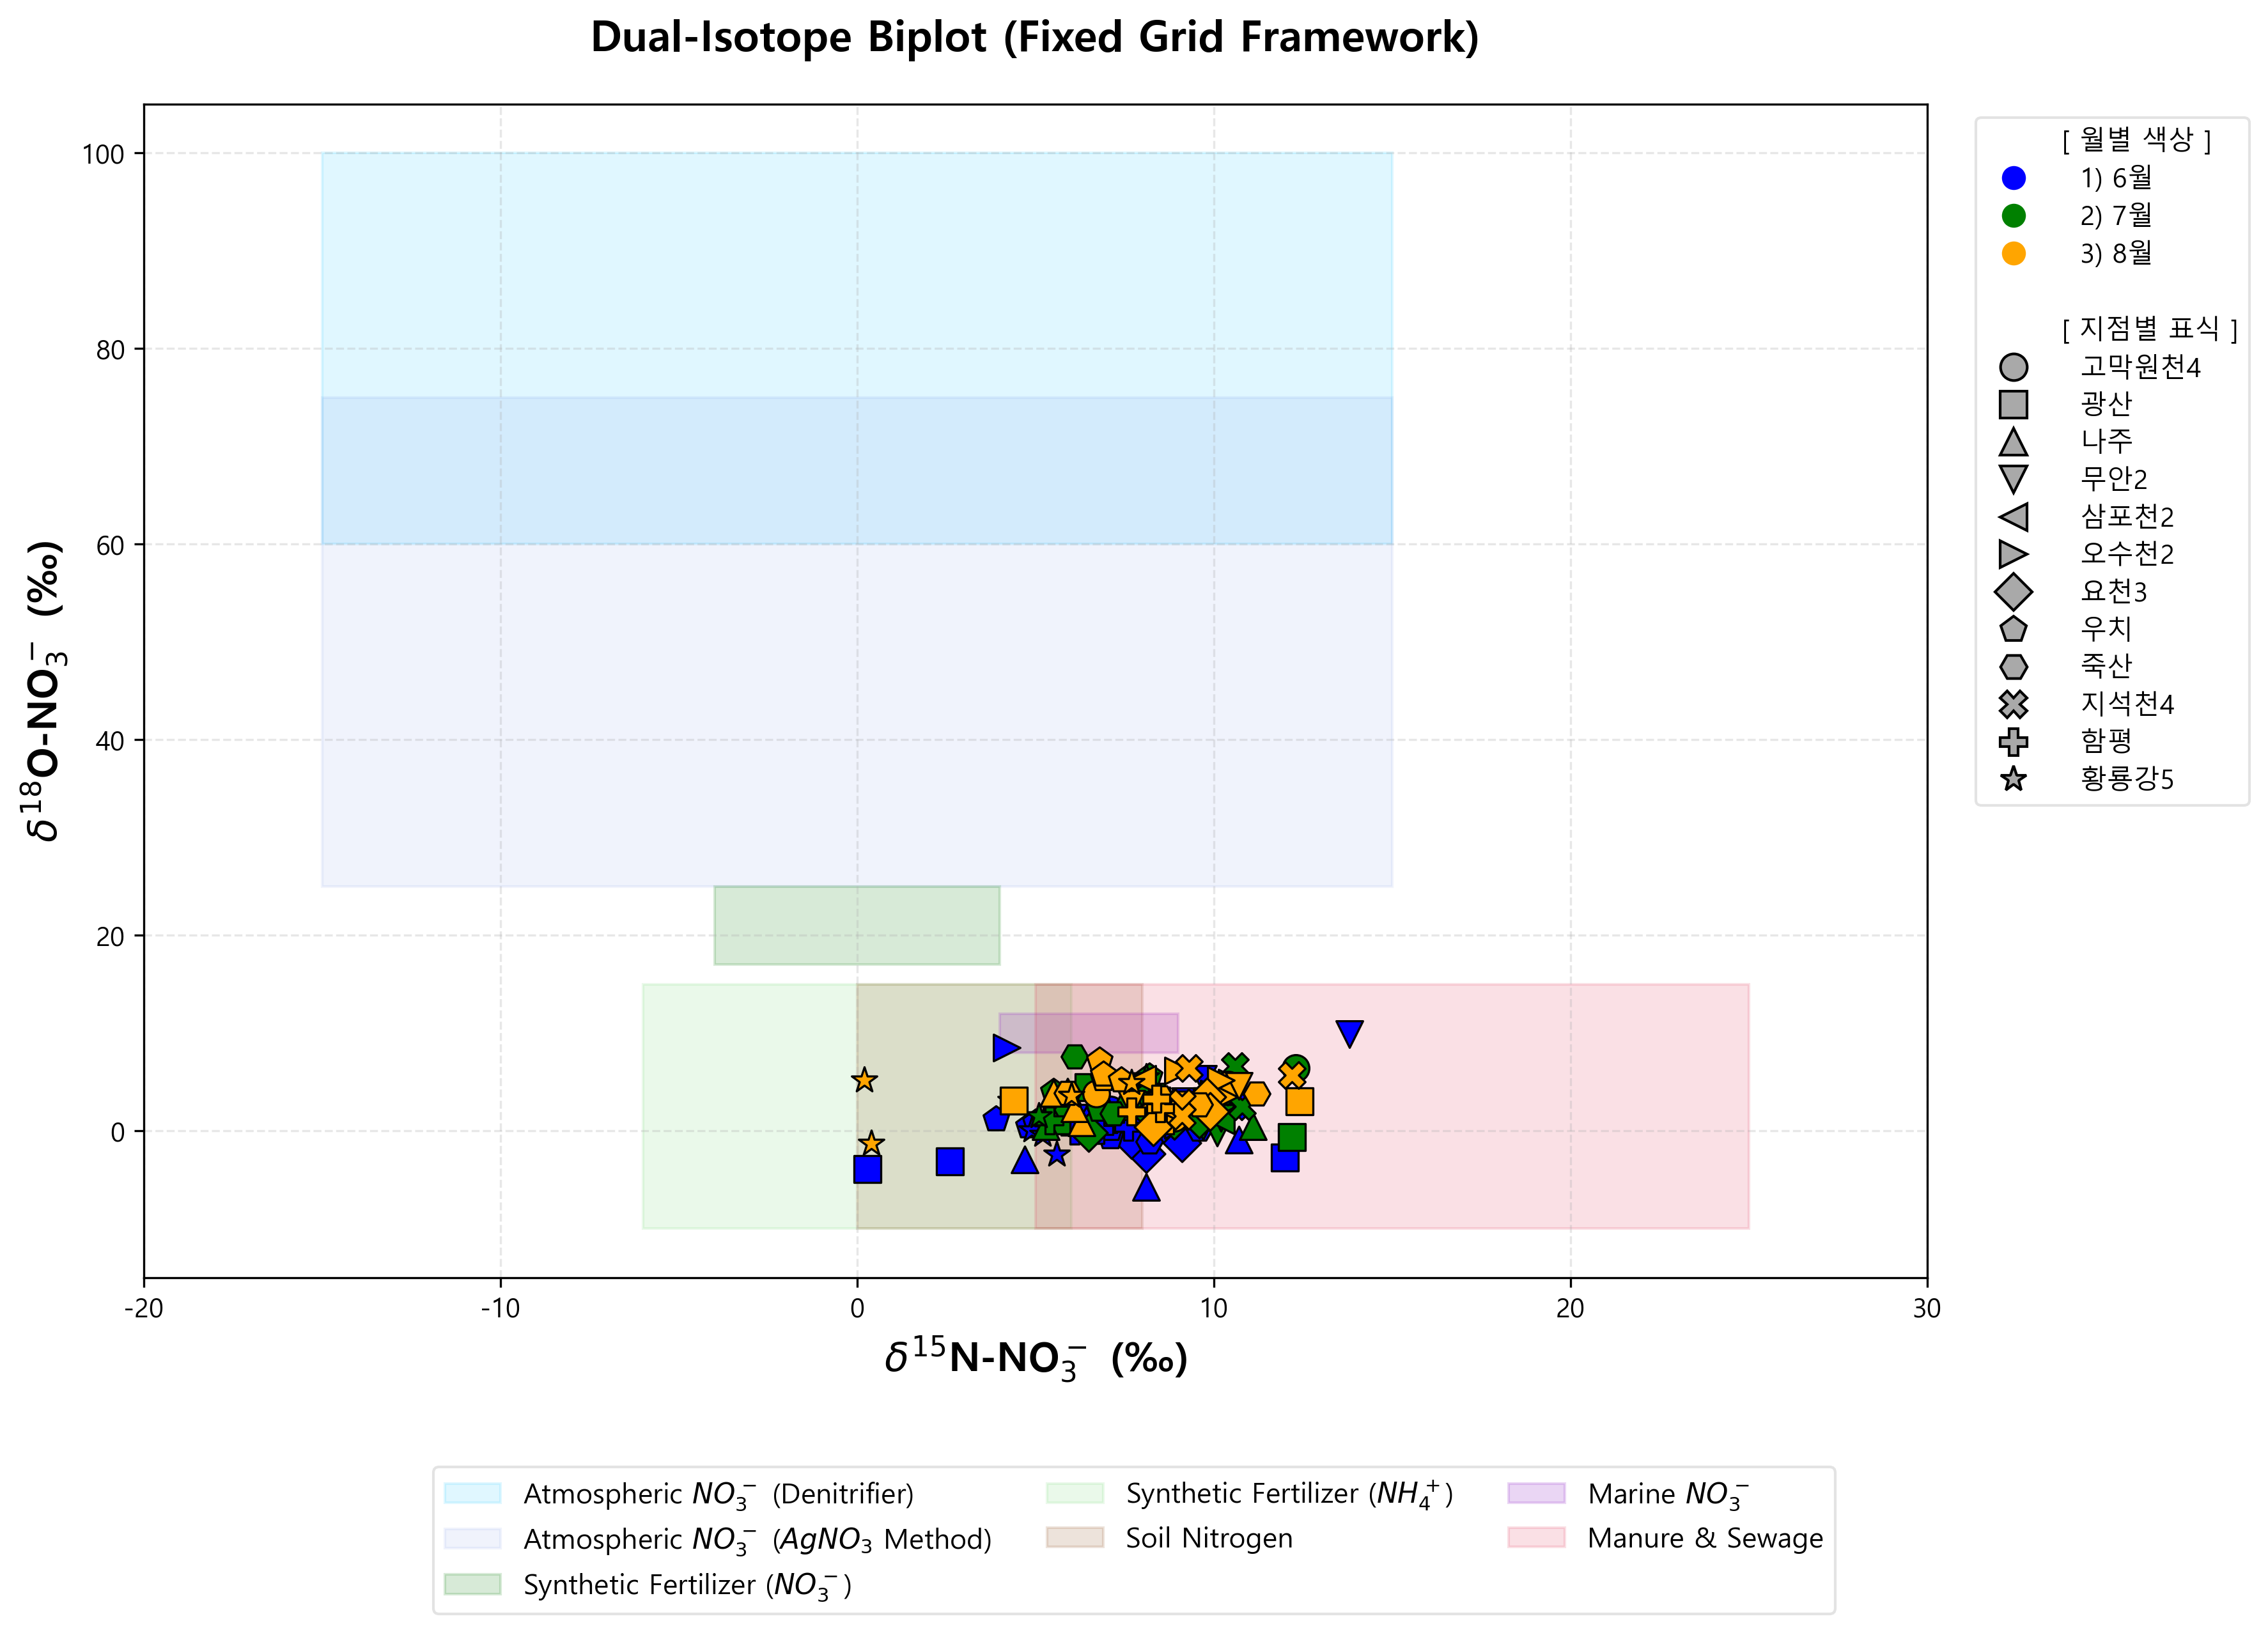 Dual-Isotope Biplot (Fixed Grid Framework)
δ¹⁸O-NO₃⁻ (‰)
100
80
60
40
20
0
-20
-10
0
10
20
30
δ¹⁵N-NO₃⁻ (‰)
[ 월별 색상 ]
1) 6월
2) 7월
3) 8월
[ 지점별 표식 ]
고막원천4
광산
나주
무안2
삼포천2
오수천2
요천3
우치
죽산
지석천4
함평
황룡강5
Atmospheric NO₃⁻ (Denitrifier)
Atmospheric NO₃⁻ (AgNO₃ Method)
Synthetic Fertilizer (NO₃⁻)
Synthetic Fertilizer (NH₄⁺)
Soil Nitrogen
Marine NO₃⁻
Manure & Sewage